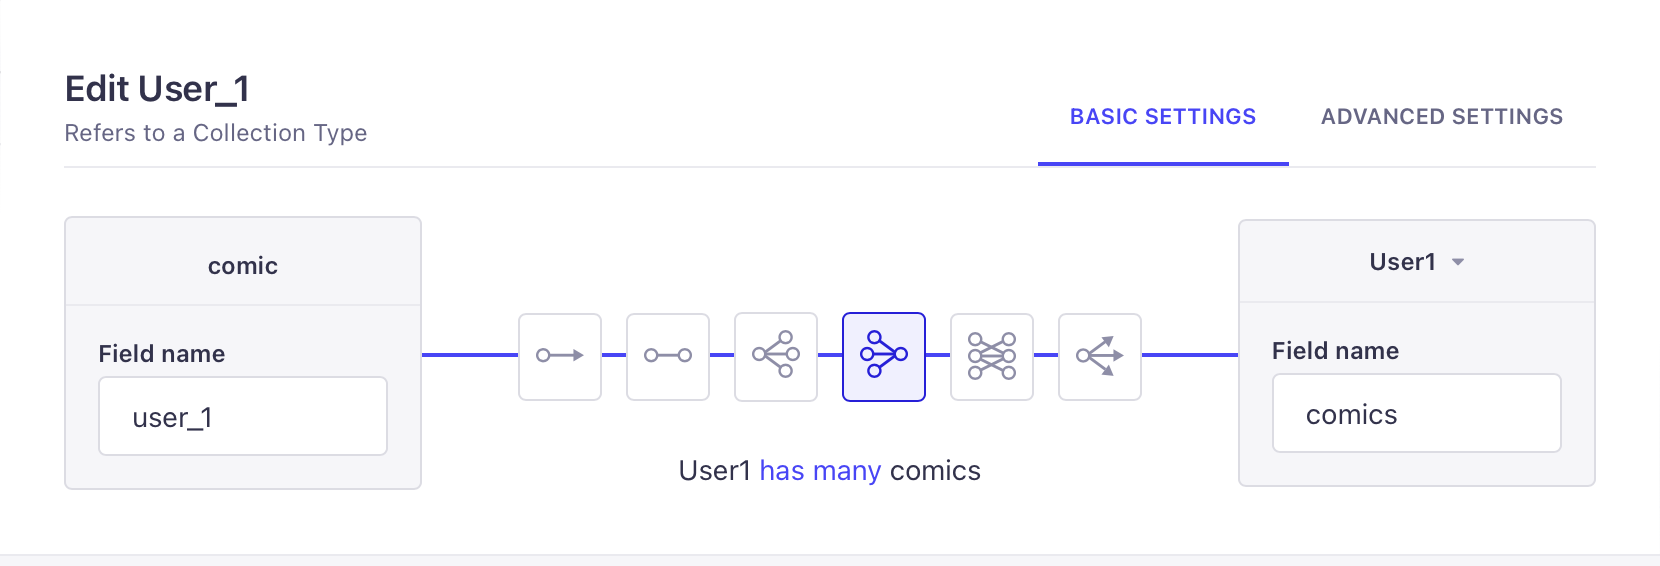 Edit User_1
Refers to a Collection Type
BASIC SETTINGS
ADVANCED SETTINGS
comic
Field name
user_1
User1 has many comics
User1
Field name
comics